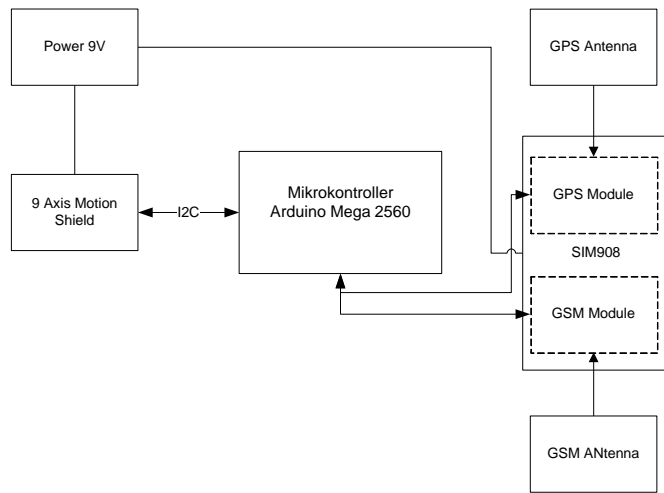 Power 9V
GPS Antenna
9 Axis Motion
Shield
I2C
Mikrokontroller
Arduino Mega 2560
GPS Module
SIM908
GSM Module
GSM ANtenna